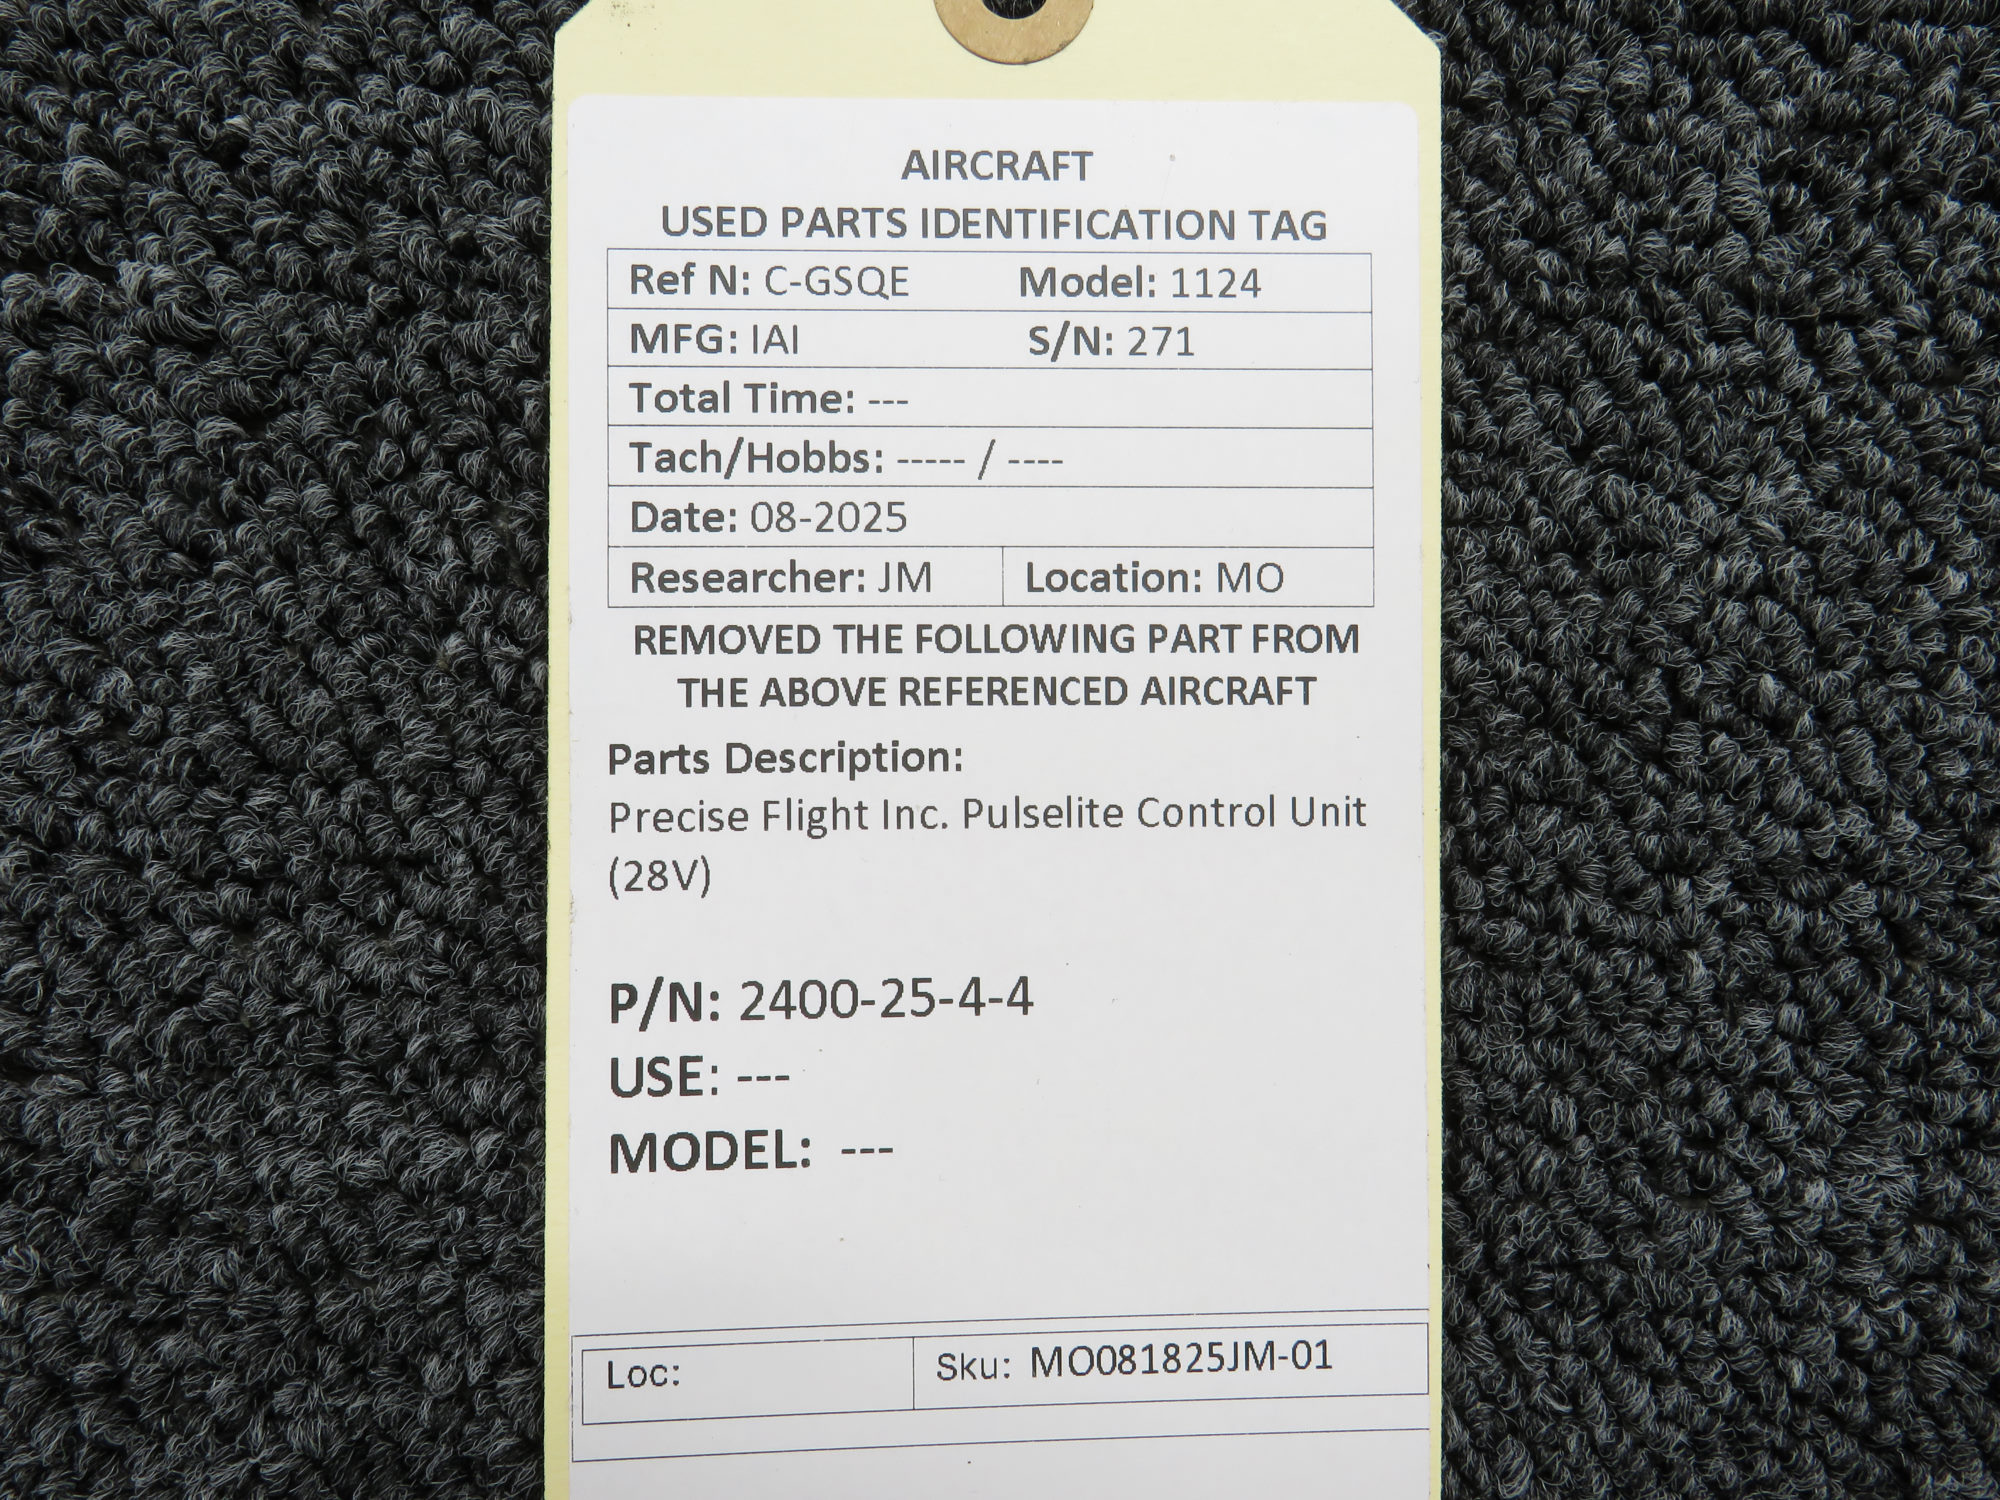 AIRCRAFT
USED PARTS IDENTIFICATION TAG
Ref N: C-GSQE Model: 1124
MFG: IAI S/N: 271
Total Time: ---
Tach/Hobbs: ----- / ----
Date: 08-2025
Researcher: JM Location: MO
REMOVED THE FOLLOWING PART FROM
THE ABOVE REFERENCED AIRCRAFT
Parts Description:
Precise Flight Inc. Pulselite Control Unit
(28V)
P/N: 2400-25-4-4
USE: ---
MODEL: ---
Loc: Sku: MO081825JM-01